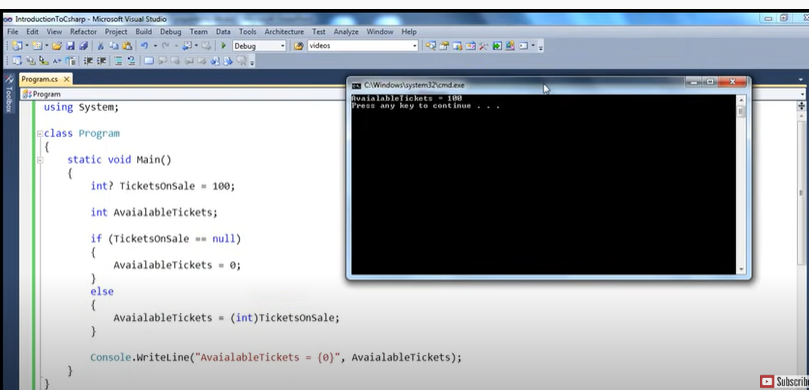 IntroductionToCsharp - Microsoft Visual Studio
File Edit View Refactor Project Build Debug Team Data Tools Architecture Test Analyze Window Help
Debug videos
Program.cs
Toolbox
Program
using System;
class Program
{
static void Main()
{
int? TicketsOnSale = 100;
int AvaialableTickets;
if (TicketsOnSale == null)
{
AvaialableTickets = 0;
}
else
{
AvaialableTickets = (int)TicketsOnSale;
}
Console.WriteLine("AvaialableTickets = {0}", AvaialableTickets);
}
}
C:\Windows\system32\cmd.exe
AvaialableTickets = 100
Press any key to continue . . .
Subscribe